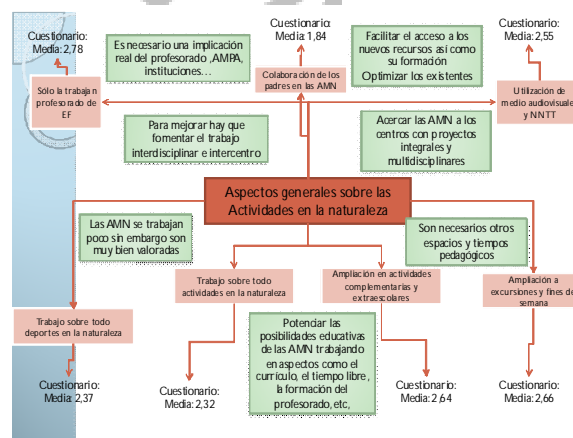 Cuestionario:
Media:2,78
Es necesario una implicación
real del profesorado ,AMPA,
instituciones…
Cuestionario:
Media:1,84
Facilitar el acceso a los
nuevos recursos así como
su formación
Optimizar los existentes
Cuestionario:
Media:2,55
Sólo la trabajan
profesorado de
EF
Colaboración de los
padres en las AMN
Utilización de
medio audiovisuale
y NNTT
Para mejorar hay que
fomentar el trabajo
interdisciplinar e intercentro
Acercar las AMN a los
centros con proyectos
integrales y
multidisciplinares
Aspectos generales sobre las
Actividades en la naturaleza
Las AMN se trabajan
poco sin embargo son
muy bien valoradas
Son necesarios otros
espacios y tiempos
pedagógicos
Trabajo sobre todo
actividades en la naturaleza
Ampliación en actividades
complementarias y
extraescolares
Ampliación a
excursiones y fines de
semana
Trabajo sobre todo
deportes en la naturaleza
Potenciar las
posibilidades educativas
de las AMN trabajando
en aspectos como el
currículo, el tiempo libre,
la formación del
profesorado, etc,
Cuestionario:
Media:2,37
Cuestionario:
Media:2,32
Cuestionario:
Media:2,64
Cuestionario:
Media:2,66